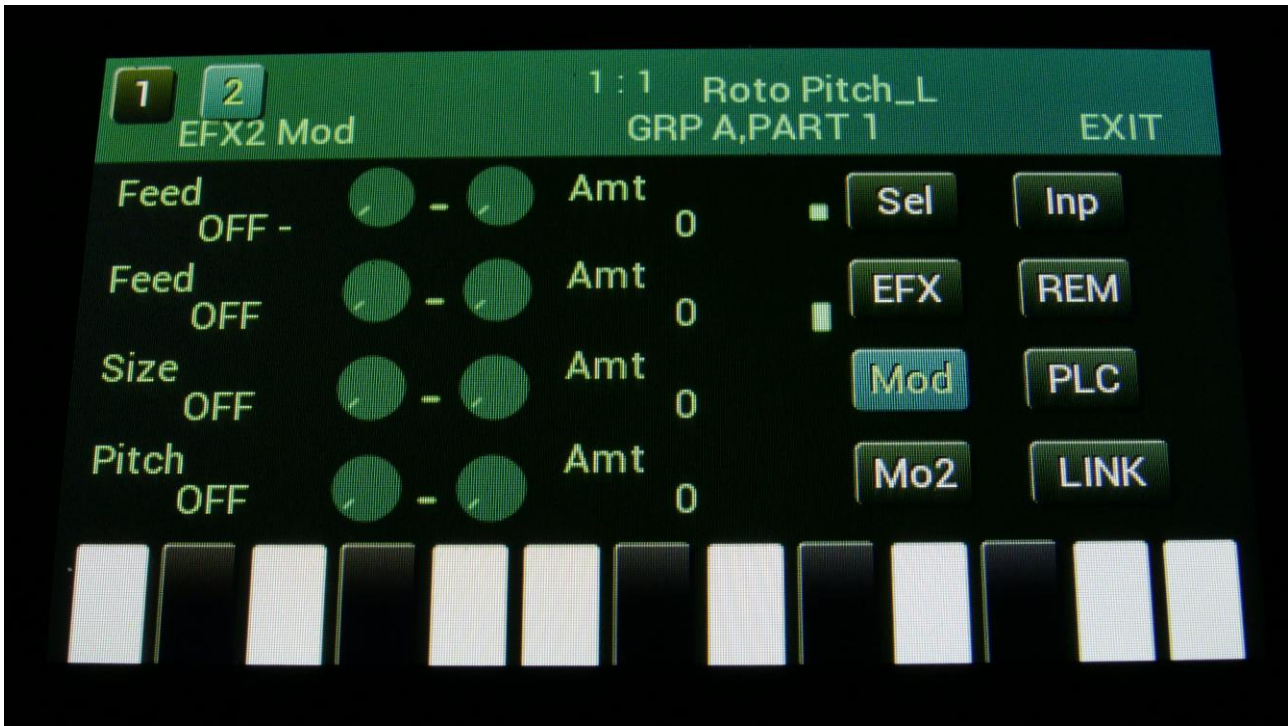 1 2 1 : 1 Roto Pitch_L
EFX2 Mod GRP A,PART 1 EXIT
Feed Amt Sel Inp
OFF - - 0
Feed Amt EFX REM
OFF - 0
Size Amt Mod PLC
OFF - 0
Pitch Amt Mo2 LINK
OFF - 0